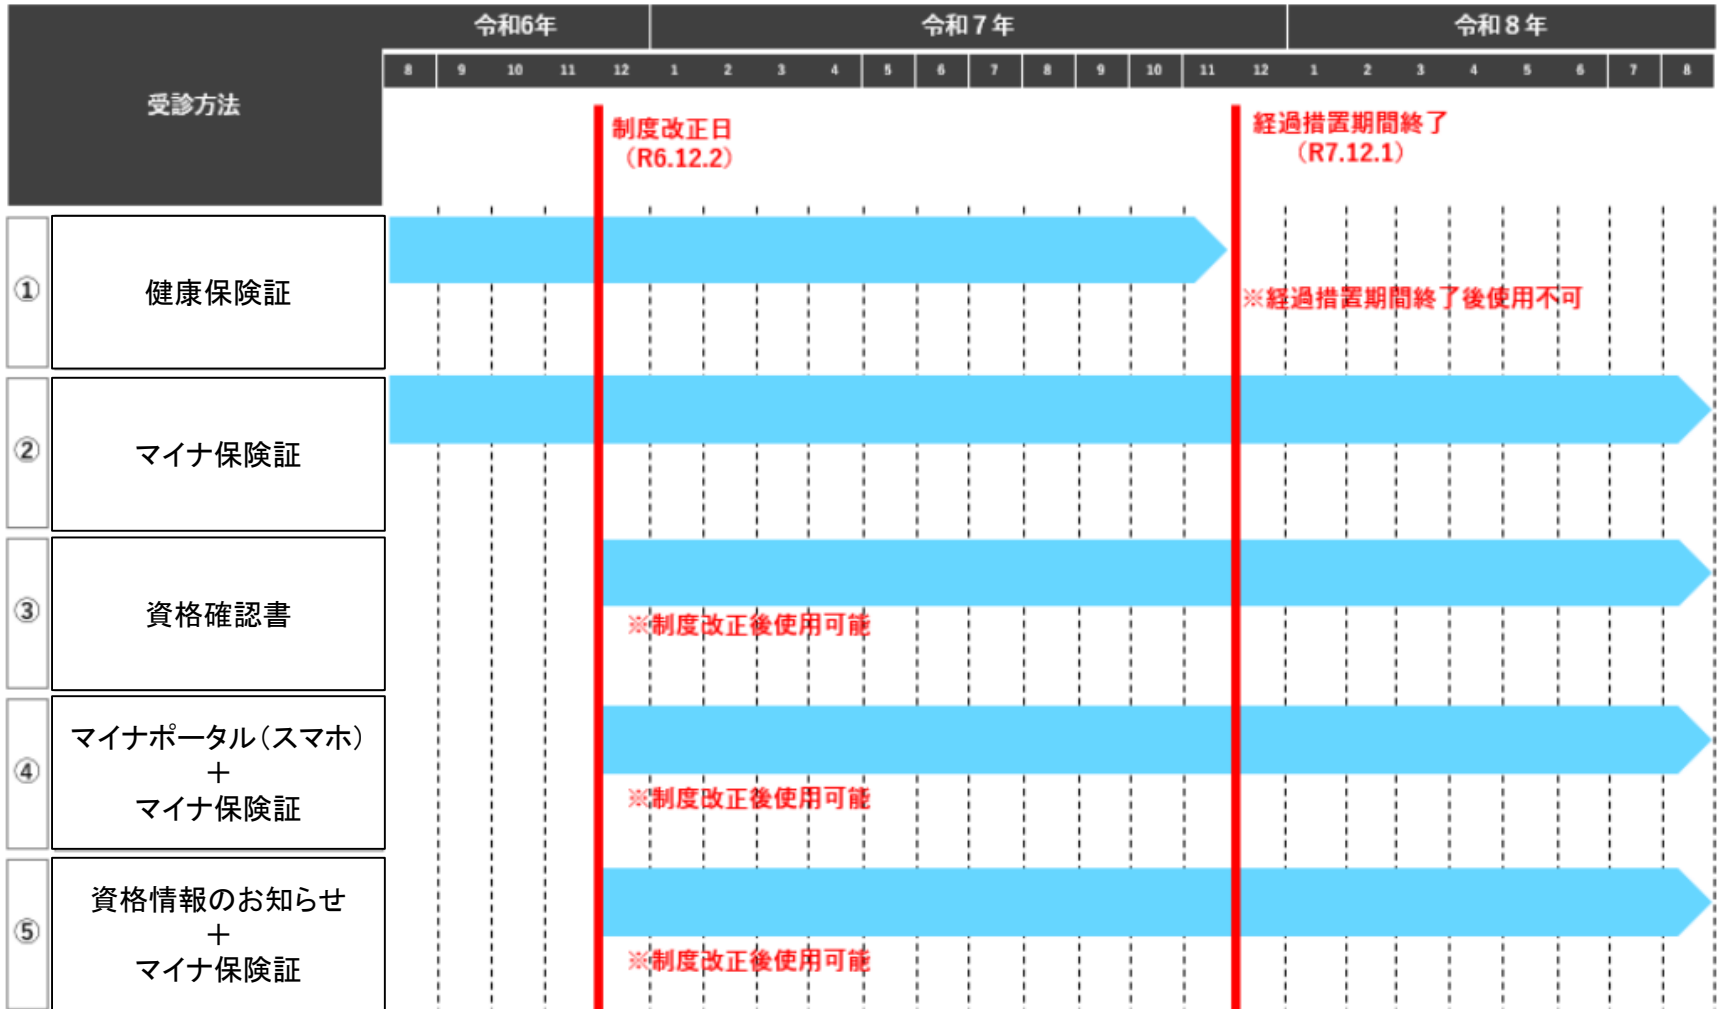 受診方法
令和6年 令和７年 令和８年
8 9 10 11 12 1 2 3 4 5 6 7 8 9 10 11 12 1 2 3 4 5 6 7 8
制度改正日
（R6.12.2）
経過措置期間終了
（R7.12.1）
① 健康保険証
※経過措置期間終了後使用不可
② マイナ保険証
③ 資格確認書
※制度改正後使用可能
マイナポータル（スマホ）
④ ＋
マイナ保険証
※制度改正後使用可能
資格情報のお知らせ
⑤ ＋
マイナ保険証
※制度改正後使用可能